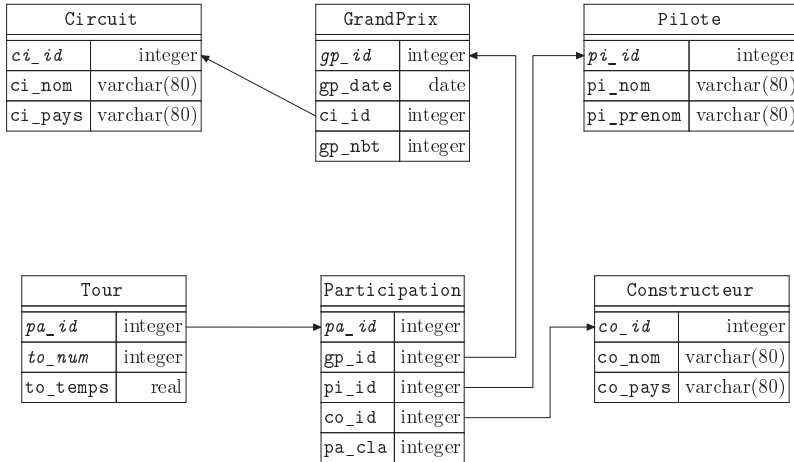 Circuit
ci_id integer
ci_nom varchar(80)
ci_pays varchar(80)
GrandPrix
gp_id integer
gp_date date
ci_id integer
gp_nbt integer
Pilote
pi_id integer
pi_nom varchar(80)
pi_prenom varchar(80)
Tour
pa_id integer
to_num integer
to_temps real
Participation
pa_id integer
gp_id integer
pi_id integer
co_id integer
pa_cla integer
Constructeur
co_id integer
co_nom varchar(80)
co_pays varchar(80)